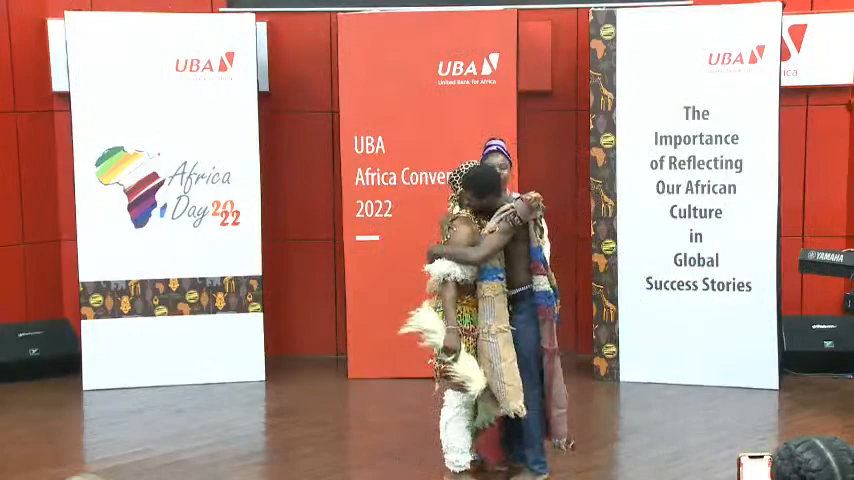 UBA
Africa
Day 2022
UBA
United Bank for Africa
UBA
Africa Conver
2022
UBA
The
Importance
of Reflecting
Our African
Culture
in
Global
Success Stories
YAMAHA